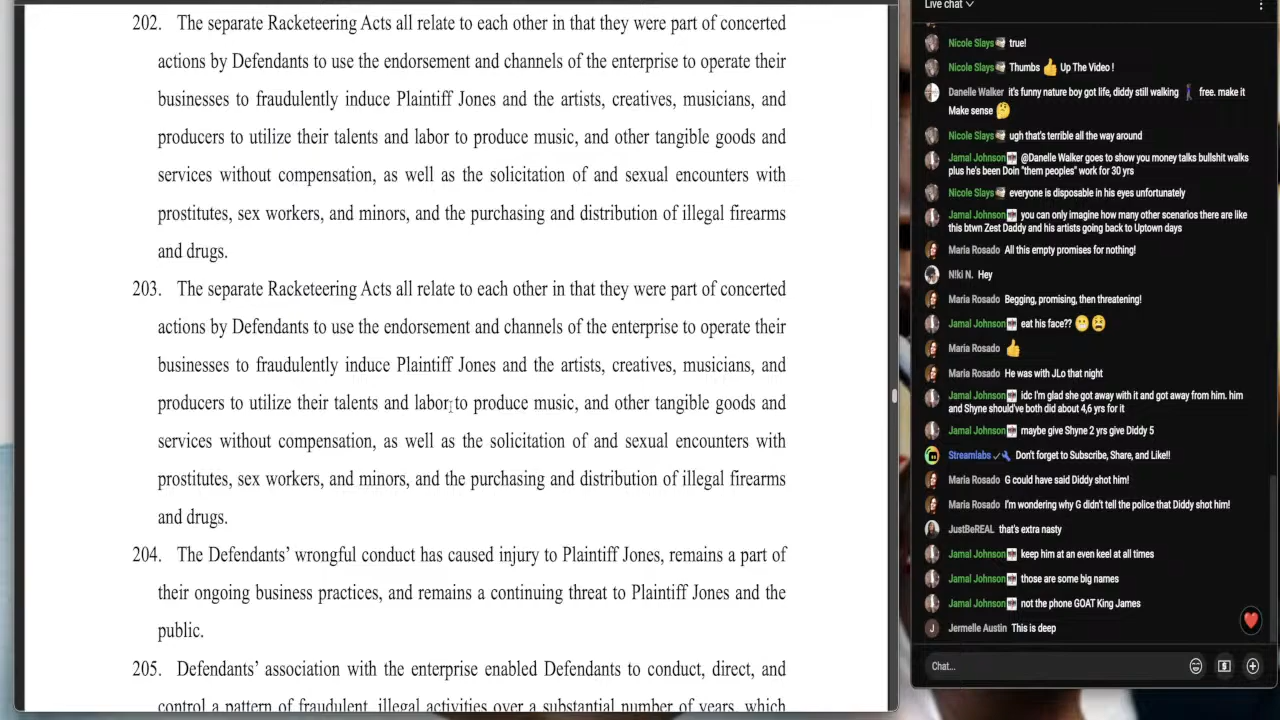 202. The separate Racketeering Acts all relate to each other in that they were part of concerted
actions by Defendants to use the endorsement and channels of the enterprise to operate their
businesses to fraudulently induce Plaintiff Jones and the artists, creatives, musicians, and
producers to utilize their talents and labor to produce music, and other tangible goods and
services without compensation, as well as the solicitation of and sexual encounters with
prostitutes, sex workers, and minors, and the purchasing and distribution of illegal firearms
and drugs.
203. The separate Racketeering Acts all relate to each other in that they were part of concerted
actions by Defendants to use the endorsement and channels of the enterprise to operate their
businesses to fraudulently induce Plaintiff Jones and the artists, creatives, musicians, and
producers to utilize their talents and labor to produce music, and other tangible goods and
services without compensation, as well as the solicitation of and sexual encounters with
prostitutes, sex workers, and minors, and the purchasing and distribution of illegal firearms
and drugs.
204. The Defendants’ wrongful conduct has caused injury to Plaintiff Jones, remains a part of
their ongoing business practices, and remains a continuing threat to Plaintiff Jones and the
public.
205. Defendants’ association with the enterprise enabled Defendants to conduct, direct, and
control a pattern of fraudulent, illegal activities over a substantial number of years, which
Live chat
Nicole Slays true!
Nicole Slays Thumbs 👍 Up The Video !
Danelle Walker it's funny nature boy got life, diddy still walking 🚶 free. make it
Make sense 🤔
Nicole Slays ugh that's terrible all the way around
Jamal Johnson @Danelle Walker goes to show you money talks bullshit walks
plus he's been Doin "them peoples" work for 30 yrs
Nicole Slays everyone is disposable in his eyes unfortunately
Jamal Johnson you can only imagine how many other scenarios there are like
this btwn Zest Daddy and his artists going back to Uptown days
Maria Rosado All this empty promises for nothing!
N!ki N. Hey
Maria Rosado Begging, promising, then threatening!
Jamal Johnson eat his face?? 😬😫
Maria Rosado 👍
Maria Rosado He was with JLo that night
Jamal Johnson idc I'm glad she got away with it and got away from him. him
and Shyne should've both did about 4,6 yrs for it
Jamal Johnson maybe give Shyne 2 yrs give Diddy 5
Streamlabs Don't forget to Subscribe, Share, and Like!!
Maria Rosado G could have said Diddy shot him!
Maria Rosado I'm wondering why G didn't tell the police that Diddy shot him!
JustBeREAL that's extra nasty
Jamal Johnson keep him at an even keel at all times
Jamal Johnson those are some big names
Jamal Johnson not the phone GOAT King James
J Jermelle Austin This is deep
Chat...